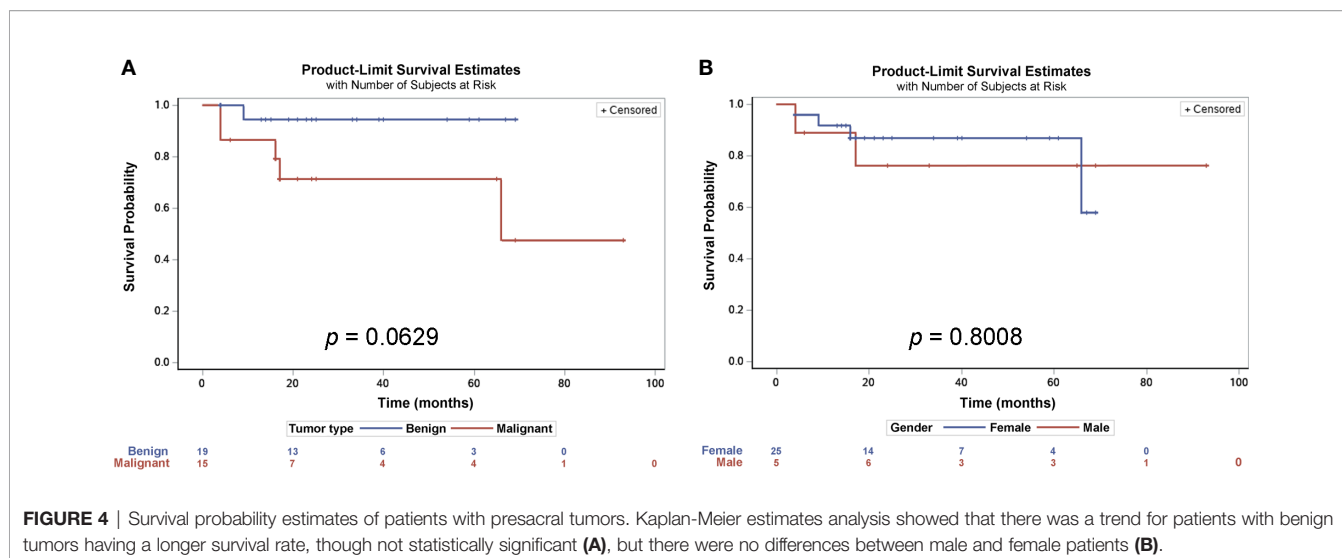 A
Product-Limit Survival Estimates
with Number of Subjects at Risk
+ Censored
1.0
0.8
0.6
0.4
0.2
0.0
Survival Probability
p = 0.0629
0 20 40 60 80 100
Time (months)
Tumor type Benign Malignant
Benign 19 13 6 3 0
Malignant 15 7 4 4 1 0
B
Product-Limit Survival Estimates
with Number of Subjects at Risk
+ Censored
1.0
0.8
0.6
0.4
0.2
0.0
Survival Probability
p = 0.8008
0 20 40 60 80 100
Time (months)
Gender Female Male
Female 25 14 7 4 0
Male 5 6 3 3 1 0
FIGURE 4 | Survival probability estimates of patients with presacral tumors. Kaplan-Meier estimates analysis showed that there was a trend for patients with benign
tumors having a longer survival rate, though not statistically significant (A), but there were no differences between male and female patients (B).